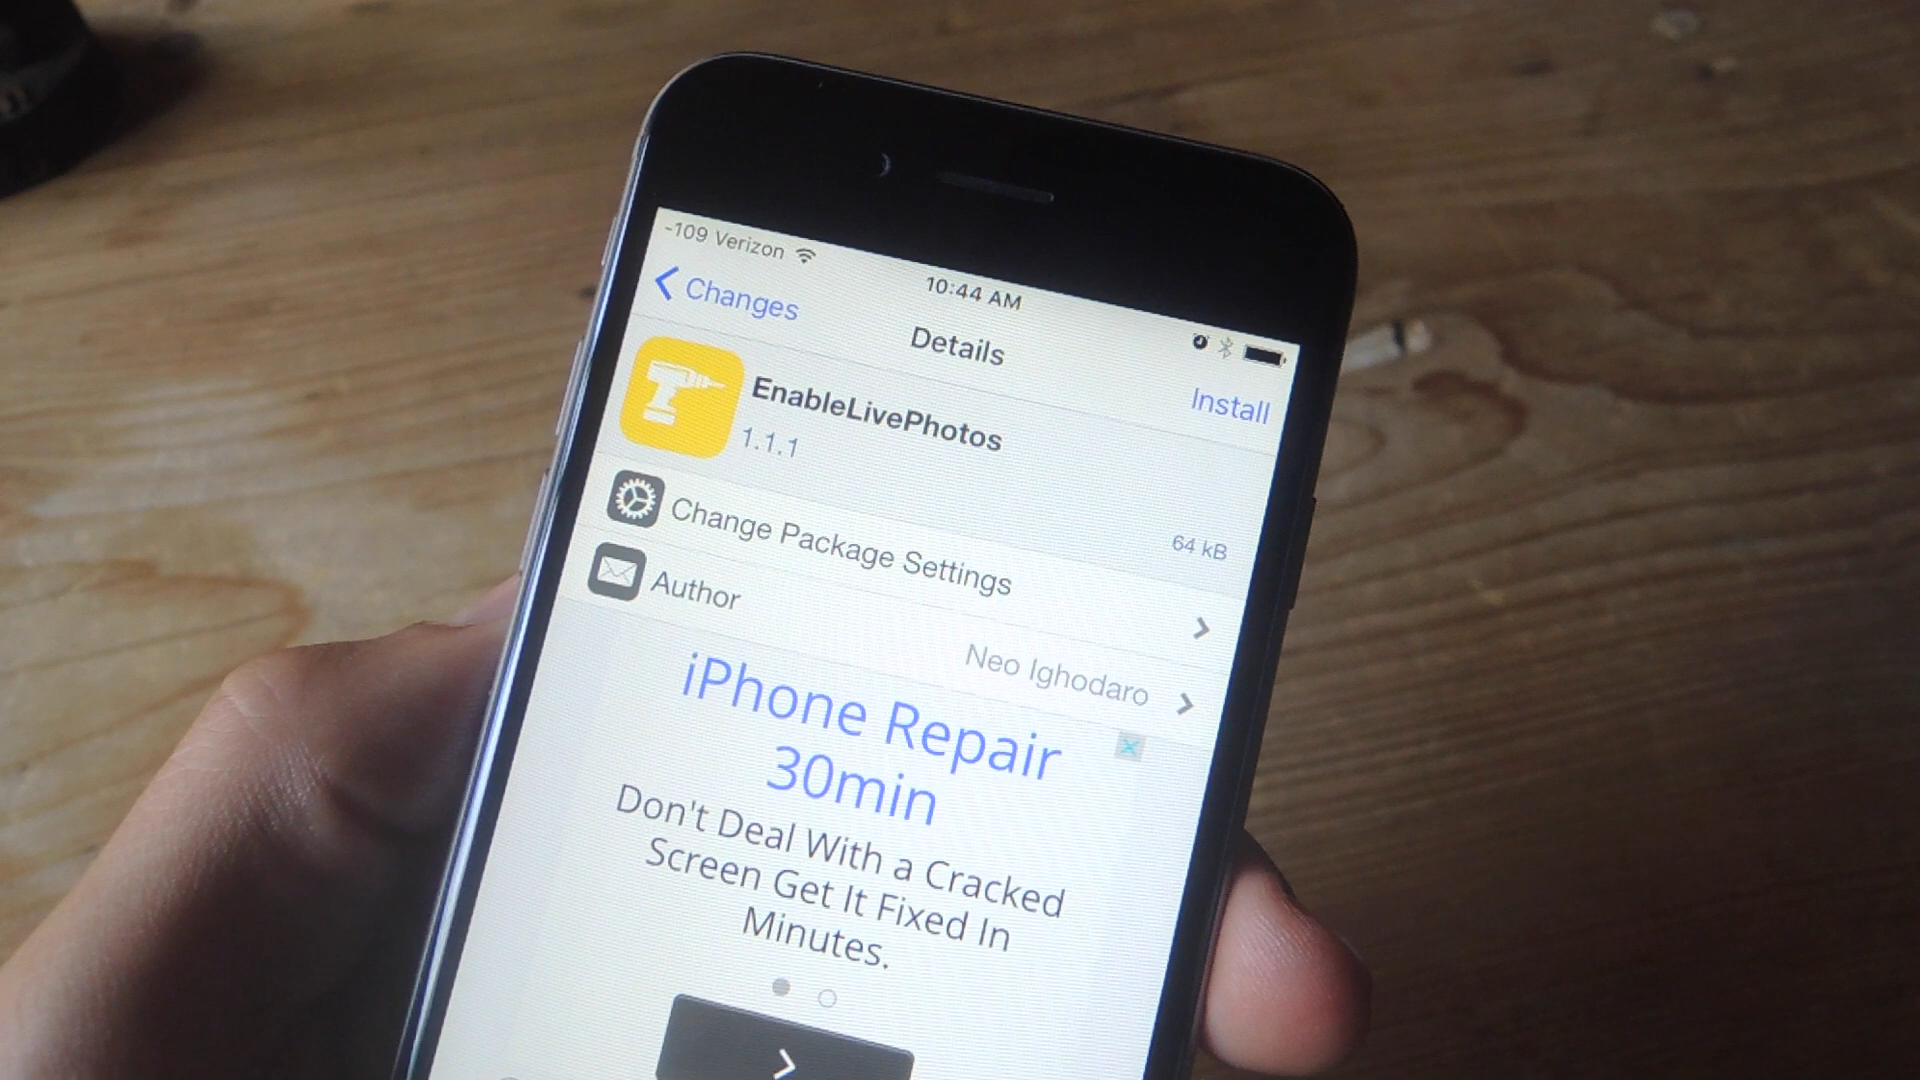 -109 Verizon
10:44 AM
Changes
Details
Install
EnableLivePhotos
1.1.1
64 kB
Change Package Settings
Author
Neo Ighodaro
iPhone Repair
30min
Don't Deal With a Cracked
Screen Get It Fixed In
Minutes.